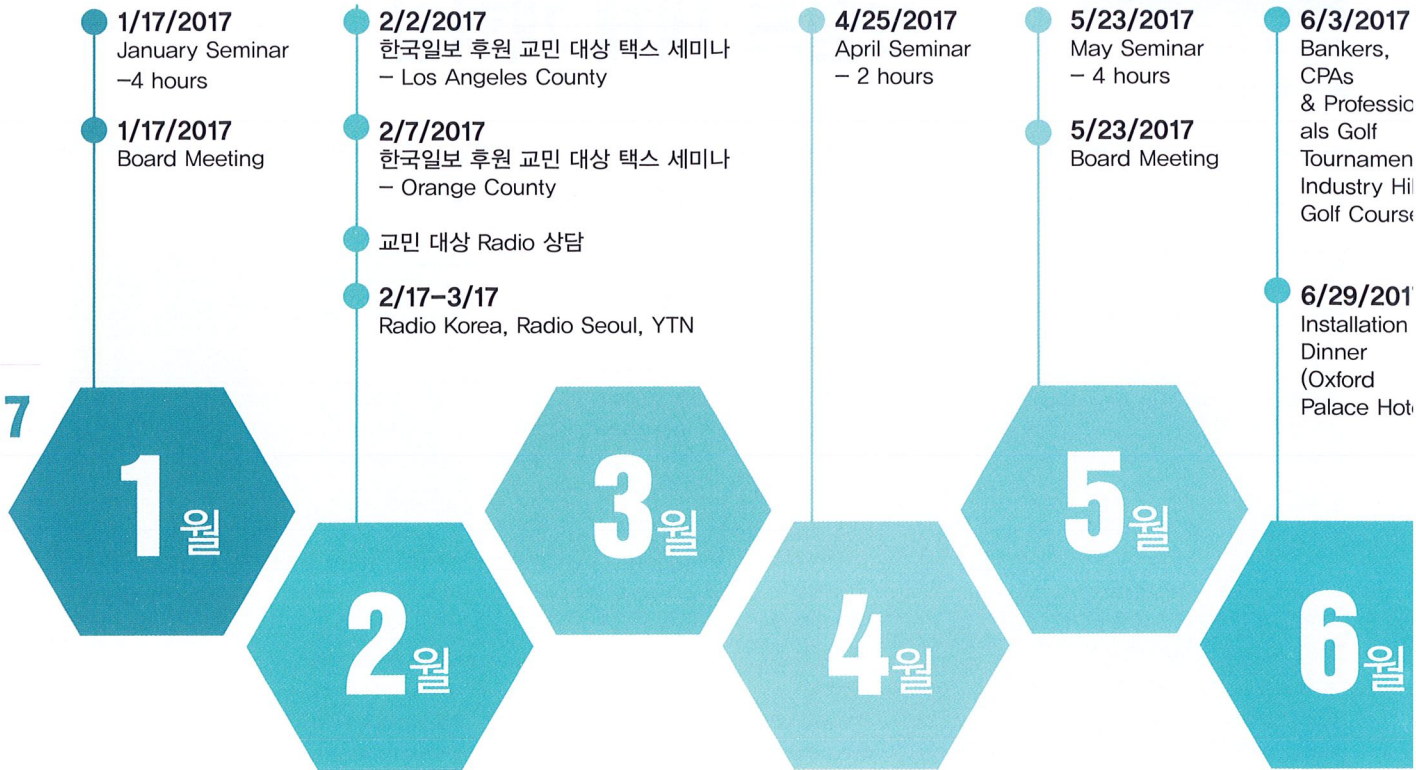 1/17/2017
January Seminar
–4 hours
1/17/2017
Board Meeting
2/2/2017
한국일보 후원 교민 대상 택스 세미나
– Los Angeles County
2/7/2017
한국일보 후원 교민 대상 택스 세미나
– Orange County
교민 대상 Radio 상담
2/17–3/17
Radio Korea, Radio Seoul, YTN
4/25/2017
April Seminar
– 2 hours
5/23/2017
May Seminar
– 4 hours
5/23/2017
Board Meeting
6/3/2017
Bankers,
CPAs
&
als Golf
Industry
Golf
Installation
Dinner
(Oxford
Palace
7
1월
2월
3월
4월
5월
6월